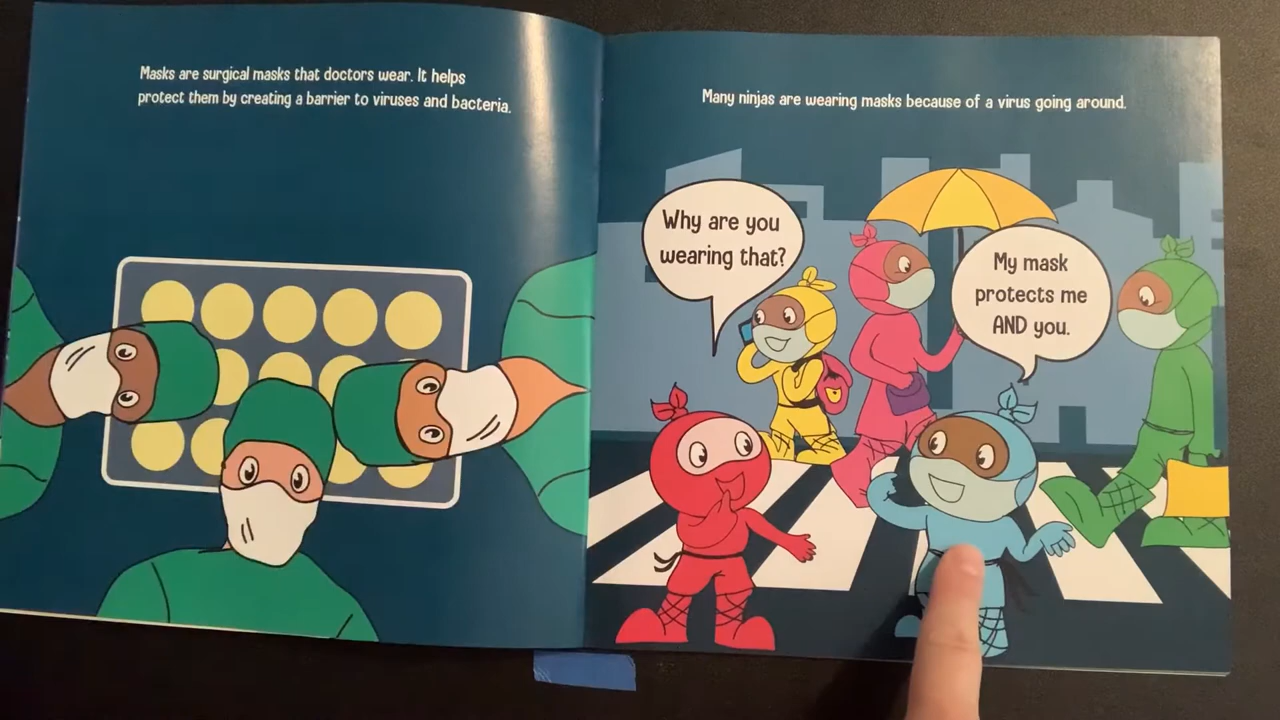 Masks are surgical masks that doctors wear. It helps
protect them by creating a barrier to viruses and bacteria.
Many ninjas are wearing masks because of a virus going around.
Why are you
wearing that?
My mask
protects me
AND you.